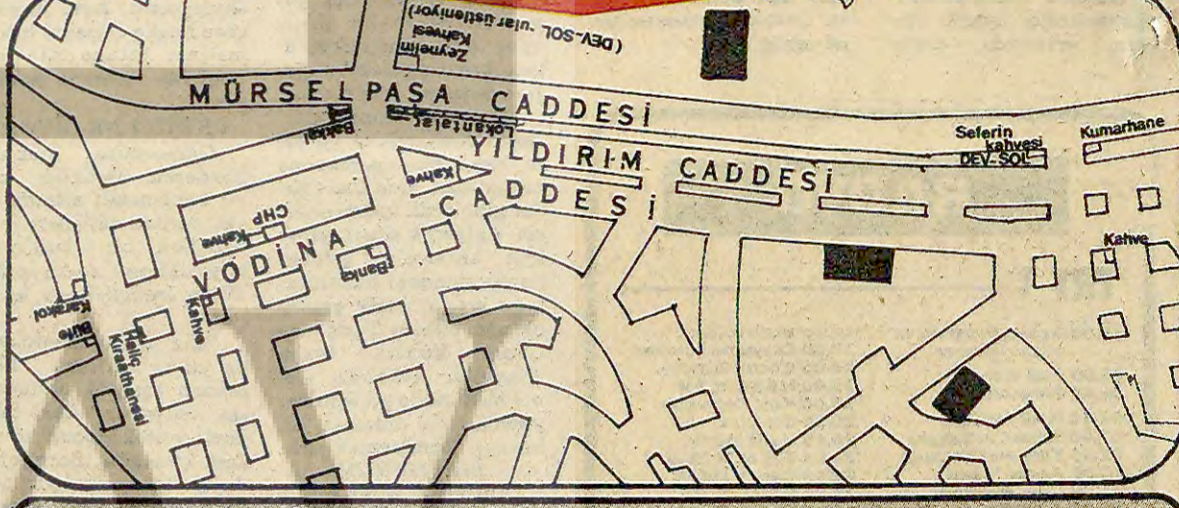 Zeynelin
Kahvesi
(DEV-SOL 'ular üstleniyor)
MÜRSELPAŞA CADDESİ
Bakkal
Lokantalar
YILDIRIM CADDESİ
Seferin
kahvesi
DEV-SOL
Kumarhane
Kahve
VODİNA CADDESİ
CHP
Kahve
Banka
Kahve
Kahve
Karakol
Büfe
Haliç
Kıraathanesi